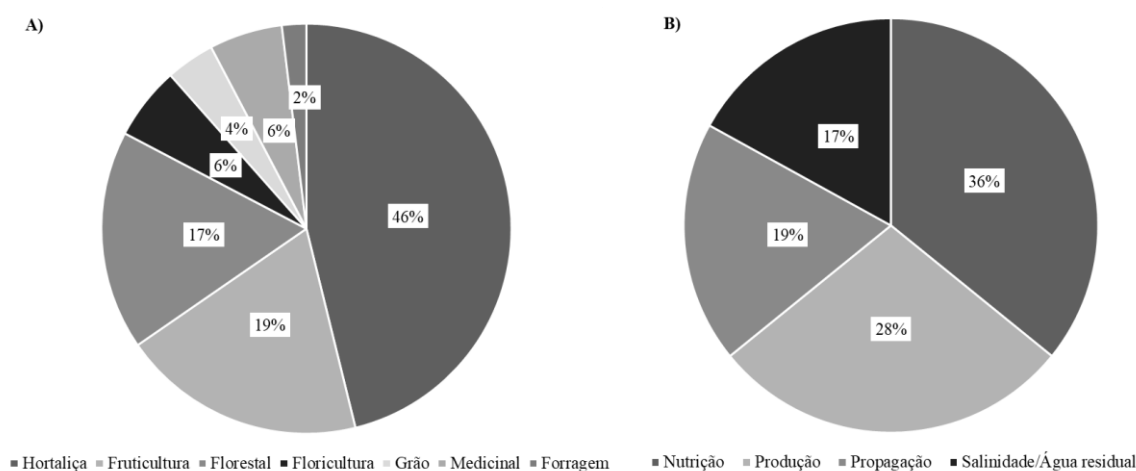 A)
B)
2%
4%
6%
6%
46%
17%
19%
17%
36%
19%
28%
Hortaliça Fruticultura Florestal Floricultura Grão Medicinal Forragem
Nutrição Produção Propagação Salinidade/Água residual